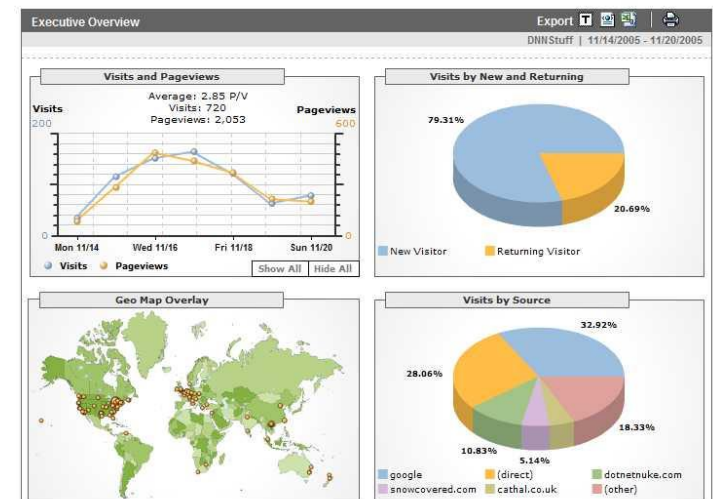 Executive Overview
Export T
DNNStuff | 11/14/2005 - 11/20/2005
Visits and Pageviews
Average: 2.85 P/V
Visits: 720
Pageviews: 2,053
Visits
200
Pageviews
600
0
0
Mon 11/14 Wed 11/16 Fri 11/18 Sun 11/20
Visits Pageviews
Show All Hide All
Visits by New and Returning
79.31%
20.69%
New Visitor Returning Visitor
Geo Map Overlay
Visits by Source
32.92%
28.06%
18.33%
10.83%
5.14%
google (direct) dotnetnuke.com
snowcovered.com cathal.co.uk (other)